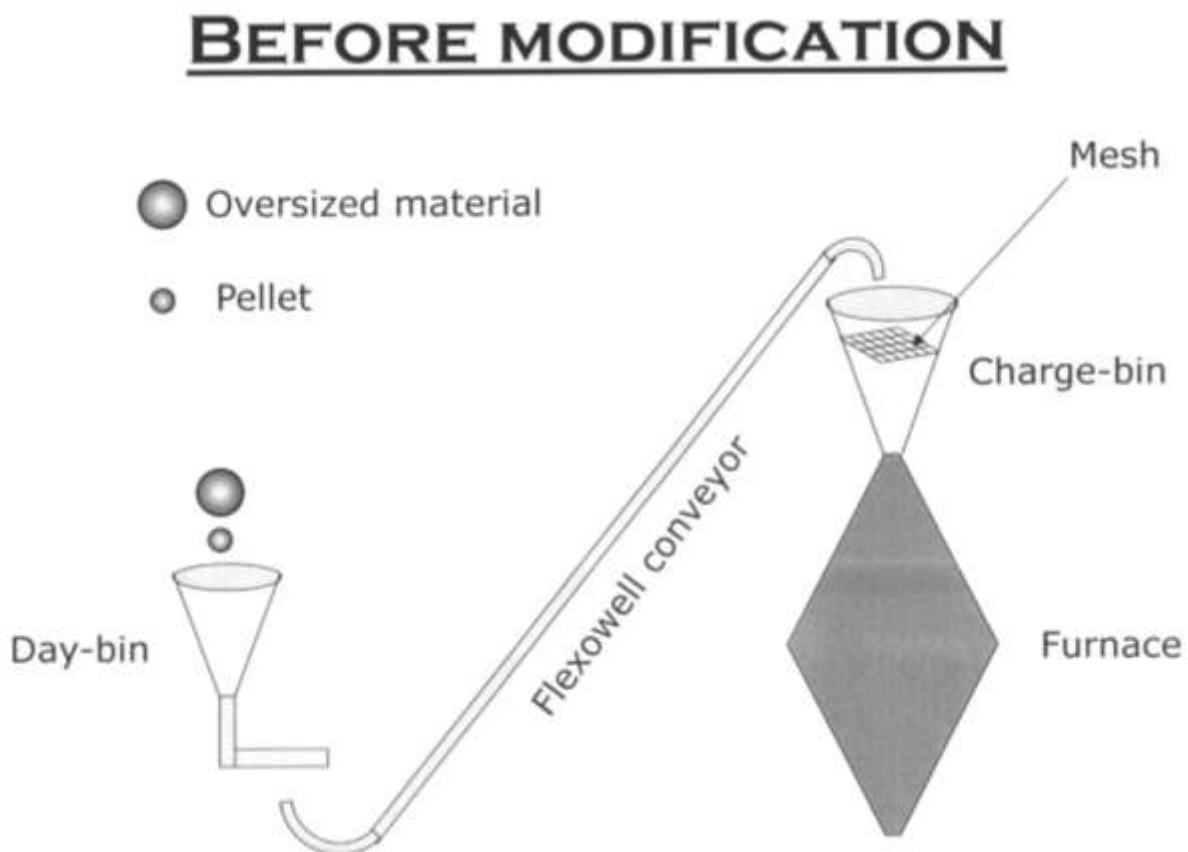 BEFORE MODIFICATION
Mesh
Oversized material
Pellet
Charge-bin
Flexowell conveyor
Day-bin
Furnace